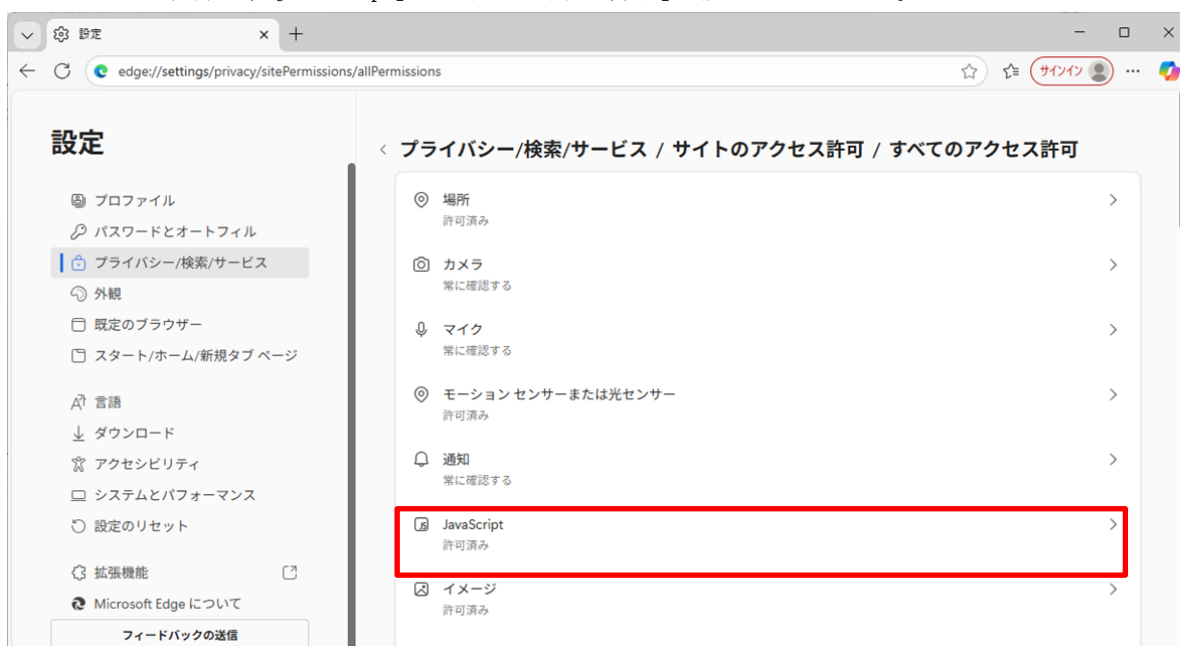 設定
edge://settings/privacy/sitePermissions/allPermissions
サインイン
設定
プロファイル
パスワードとオートフィル
プライバシー/検索/サービス
外観
既定のブラウザー
スタート/ホーム/新規タブ ページ
言語
ダウンロード
アクセシビリティ
システムとパフォーマンス
設定のリセット
拡張機能
Microsoft Edge について
フィードバックの送信
プライバシー/検索/サービス / サイトのアクセス許可 / すべてのアクセス許可
場所
許可済み
カメラ
常に確認する
マイク
常に確認する
モーション センサーまたは光センサー
許可済み
通知
常に確認する
JavaScript
許可済み
イメージ
許可済み